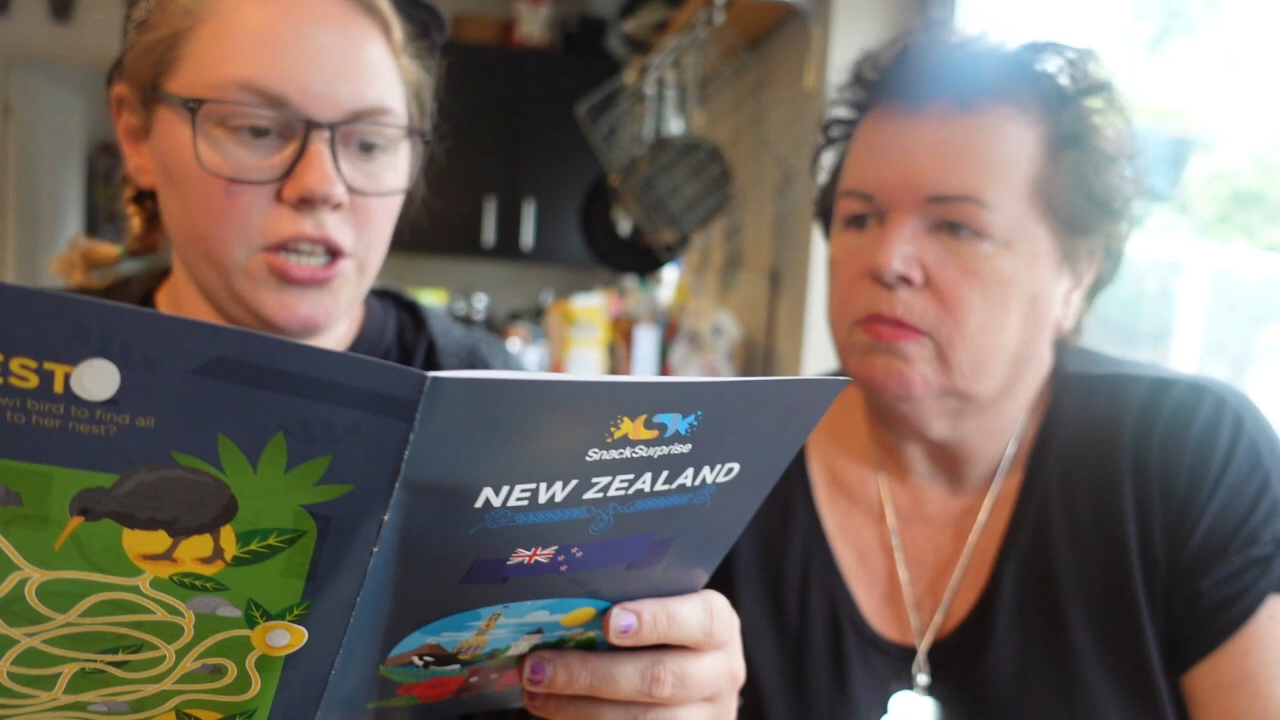 EST
wi bird to find all
to her nest?
SnackSurprise
NEW ZEALAND